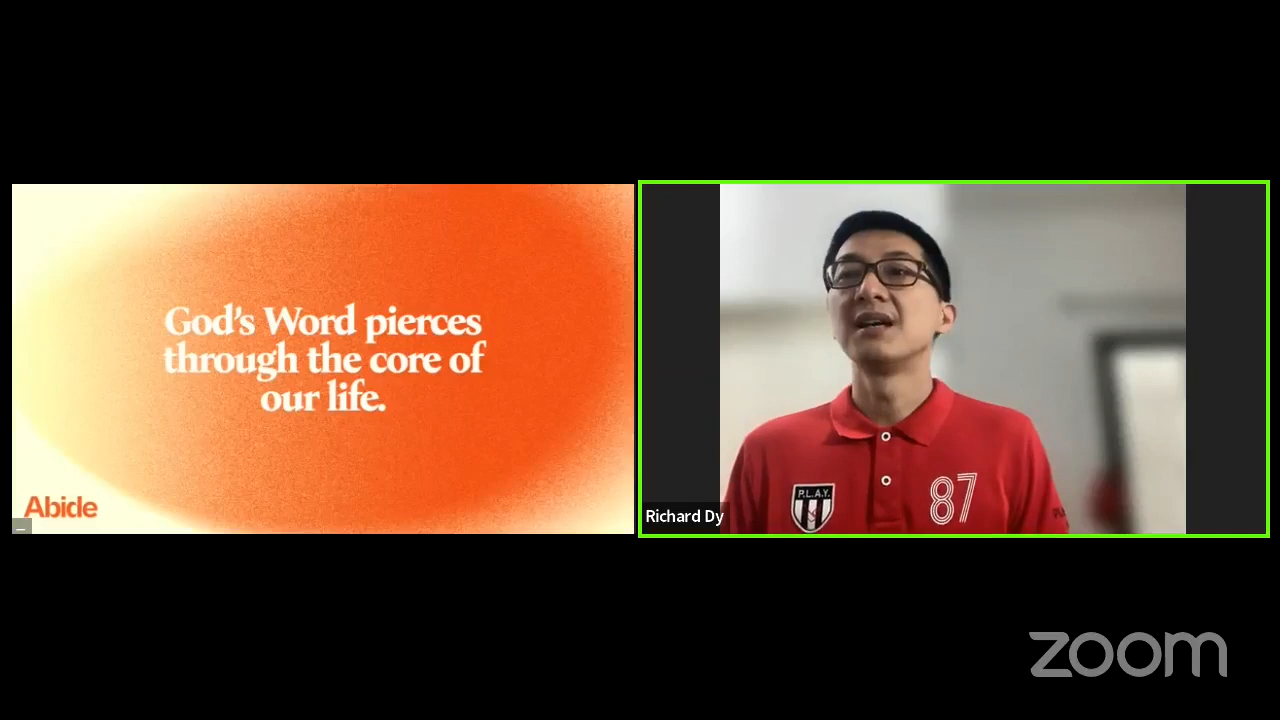 God's Word pierces
through the core of
our life.
Abide
P.L.A.Y.
87
Richard Dy
zoom